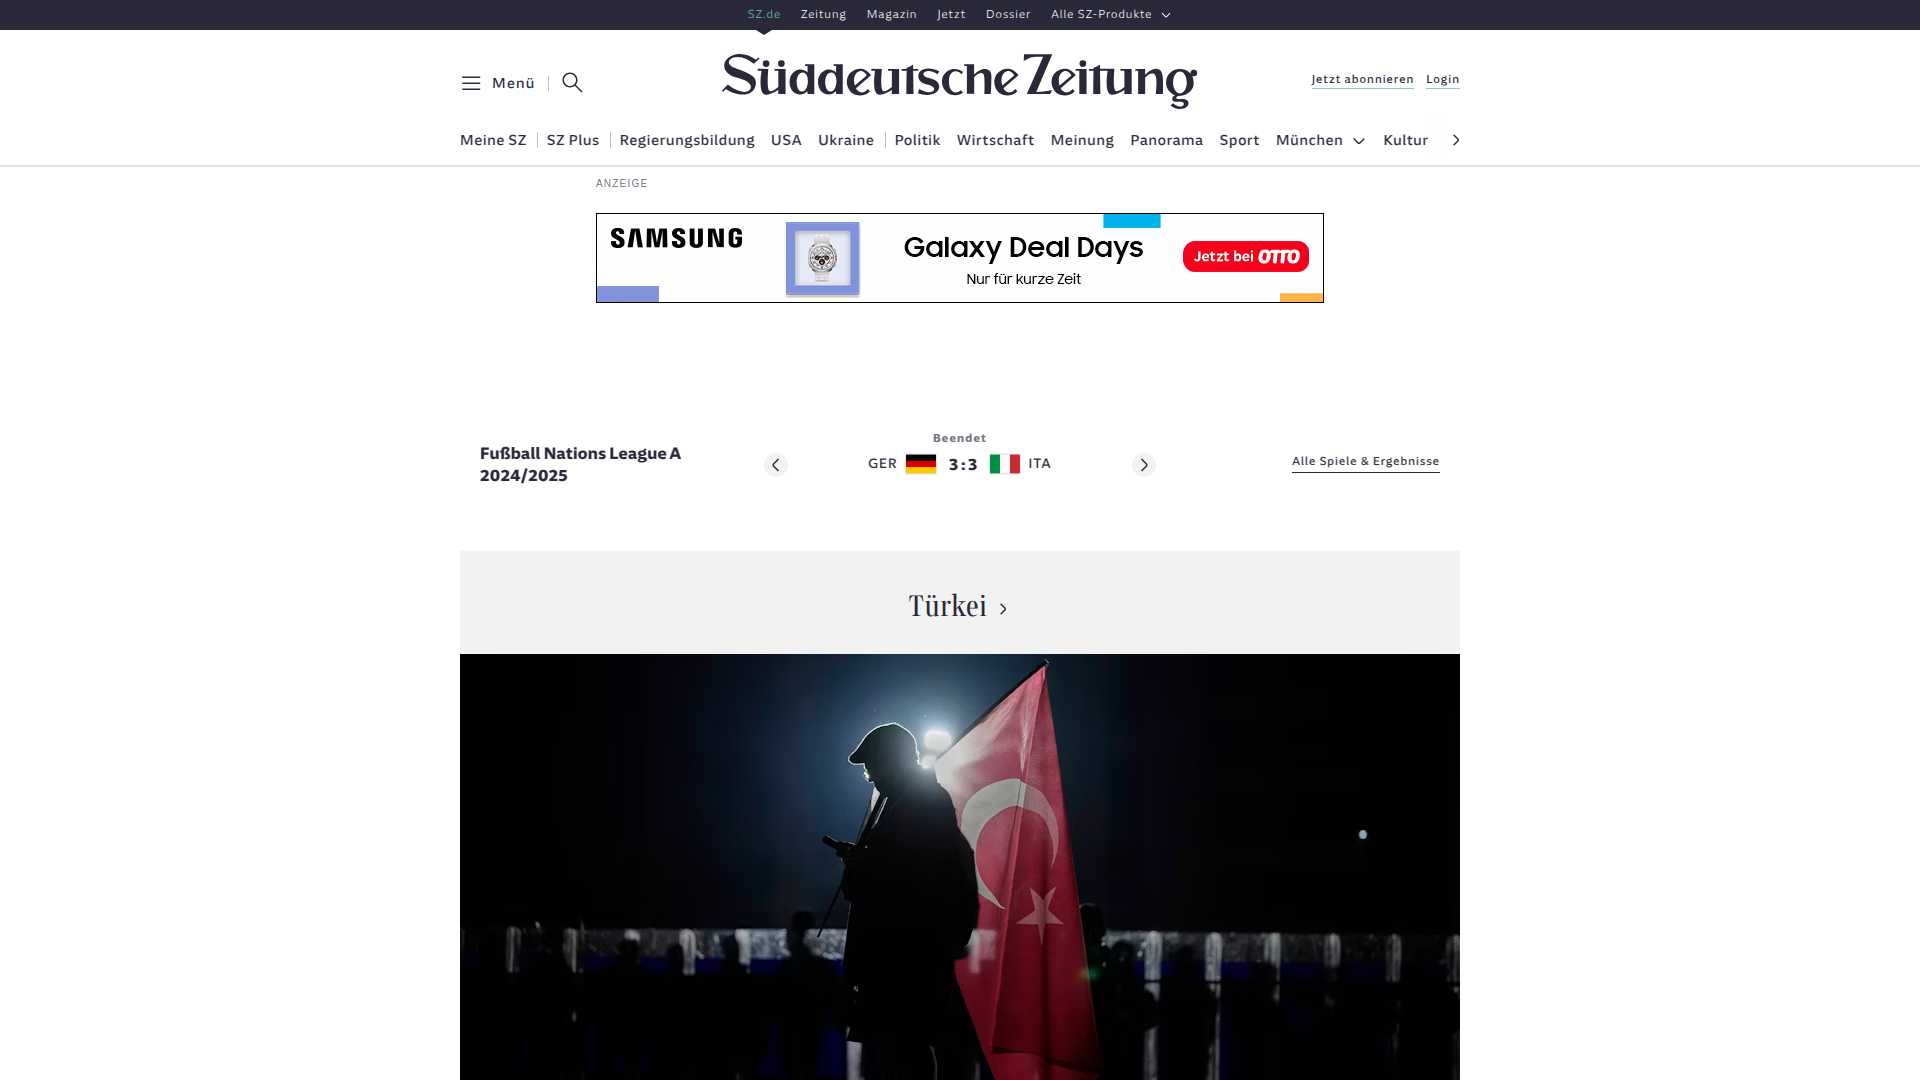 SZ.de Zeitung Magazin Jetzt Dossier Alle SZ-Produkte
Menü
Süddeutsche Zeitung
Jetzt abonnieren Login
Meine SZ SZ Plus Regierungsbildung USA Ukraine Politik Wirtschaft Meinung Panorama Sport München Kultur
ANZEIGE
SAMSUNG
Galaxy Deal Days
Nur für kurze Zeit
Jetzt bei OTTO
Fußball Nations League A
2024/2025
Beendet
GER 3:3 ITA
Alle Spiele & Ergebnisse
Türkei